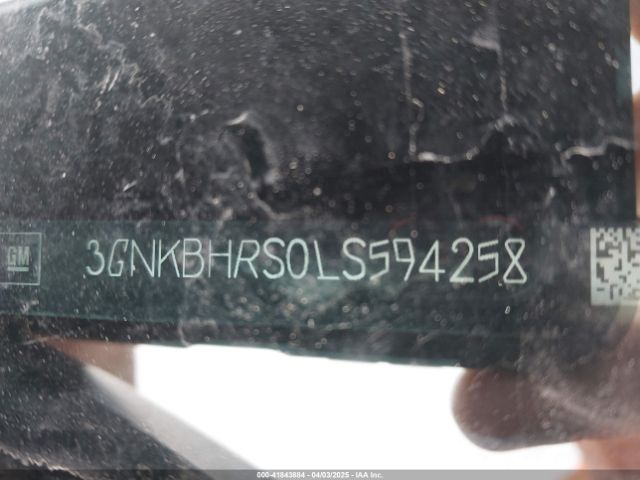 GM 3GNKBHRS0LS594258
000-41843884 - 04/03/2025 - IAA Inc.